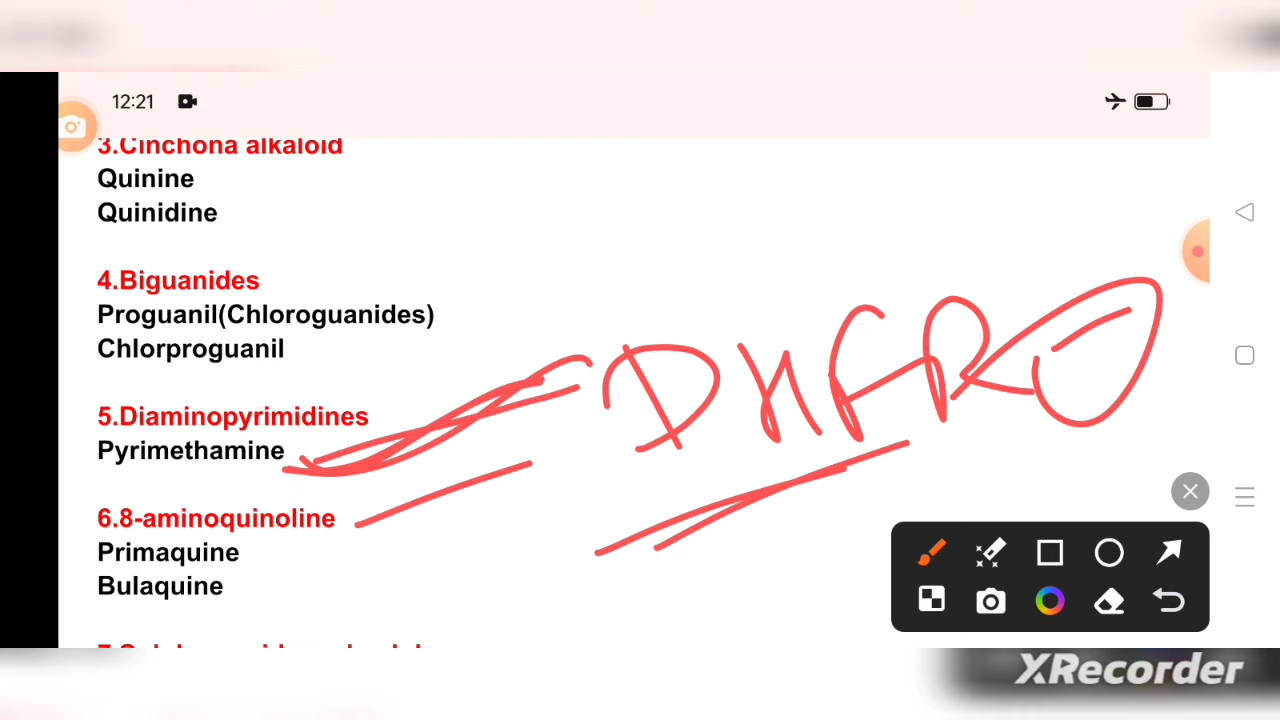 12:21
3.Cinchona alkaloid
Quinine
Quinidine
4.Biguanides
Proguanil(Chloroguanides)
Chlorproguanil
5.Diaminopyrimidines
Pyrimethamine
DHFR
6.8-aminoquinoline
Primaquine
Bulaquine
XRecorder